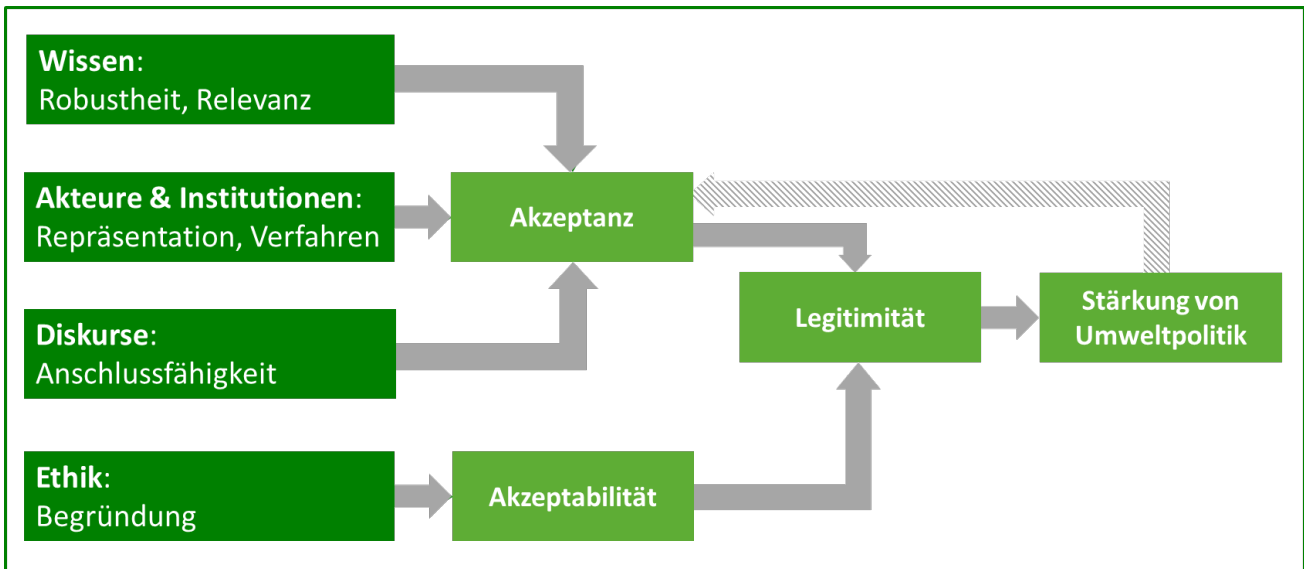 Wissen:
Robustheit, Relevanz
Akteure & Institutionen:
Repräsentation, Verfahren
Akzeptanz
Diskurse:
Anschlussfähigkeit
Legitimität
Stärkung von
Umweltpolitik
Ethik:
Begründung
Akzeptabilität